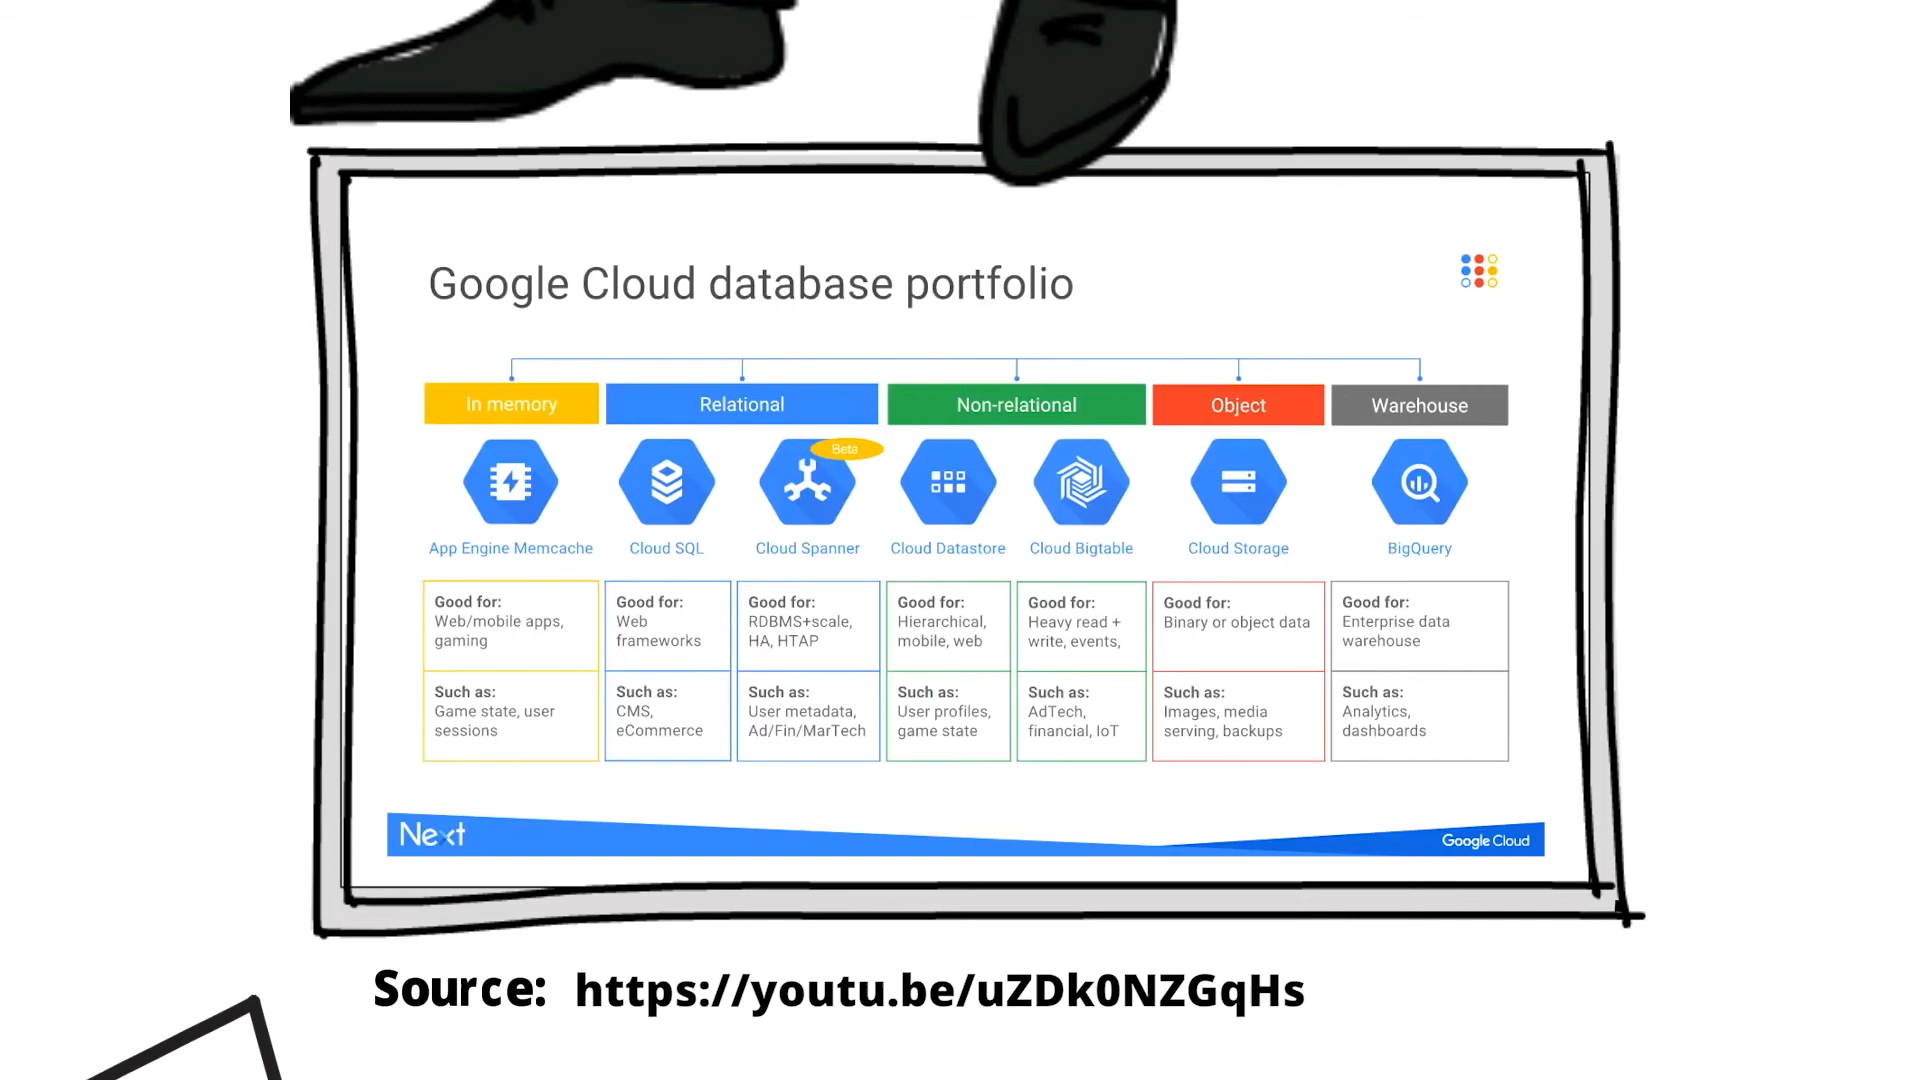 Google Cloud database portfolio
In memory
Relational
Non-relational
Object
Warehouse
Beta
App Engine Memcache
Cloud SQL
Cloud Spanner
Cloud Datastore
Cloud Bigtable
Cloud Storage
BigQuery
Good for:
Web/mobile apps,
gaming
Good for:
Web
frameworks
Good for:
RDBMS+scale,
HA, HTAP
Good for:
Hierarchical,
mobile, web
Good for:
Heavy read +
write, events,
Good for:
Binary or object data
Good for:
Enterprise data
warehouse
Such as:
Game state, user
sessions
Such as:
CMS,
eCommerce
Such as:
User metadata,
Ad/Fin/MarTech
Such as:
User profiles,
game state
Such as:
AdTech,
financial, IoT
Such as:
Images, media
serving, backups
Such as:
Analytics,
dashboards
Next
Google Cloud
Source: https://youtu.be/uZDk0NZGqHs